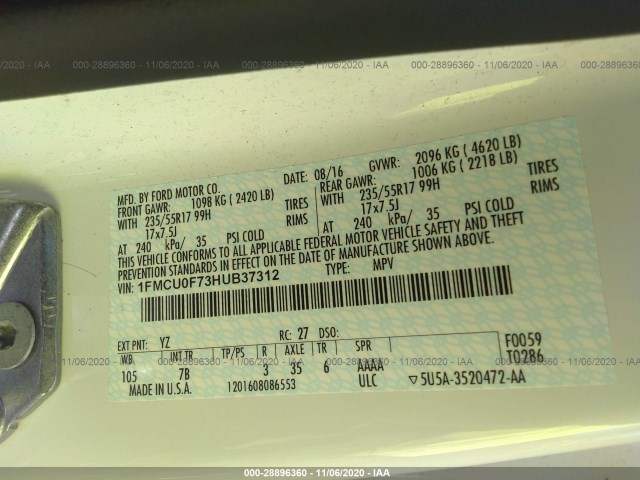 000-28896360 - 11/06/2020 - IAA
MFD. BY FORD MOTOR CO.
DATE: 08/16 GVWR: 2096 KG ( 4620 LB)
FRONT GAWR: 1098 KG ( 2420 LB) REAR GAWR: 1006 KG ( 2218 LB)
WITH 235/55R17 99H TIRES WITH 235/55R17 99H TIRES
17x7.5J RIMS 17x7.5J RIMS
AT 240 kPa/ 35 PSI COLD AT 240 kPa/ 35 PSI COLD
THIS VEHICLE CONFORMS TO ALL APPLICABLE FEDERAL MOTOR VEHICLE SAFETY AND THEFT
PREVENTION STANDARDS IN EFFECT ON THE DATE OF MANUFACTURE SHOWN ABOVE.
VIN: 1FMCU0F73HUB37312 TYPE: MPV
EXT PNT: YZ RC: 27 DSO: F0059
WB INT TR TP/PS R AXLE TR SPR T0286
105 7B 3 35 6 AAAA
MADE IN U.S.A. 1201608086553 ULC ▽5U5A-3520472-AA
000-28896360 - 11/06/2020 - IAA